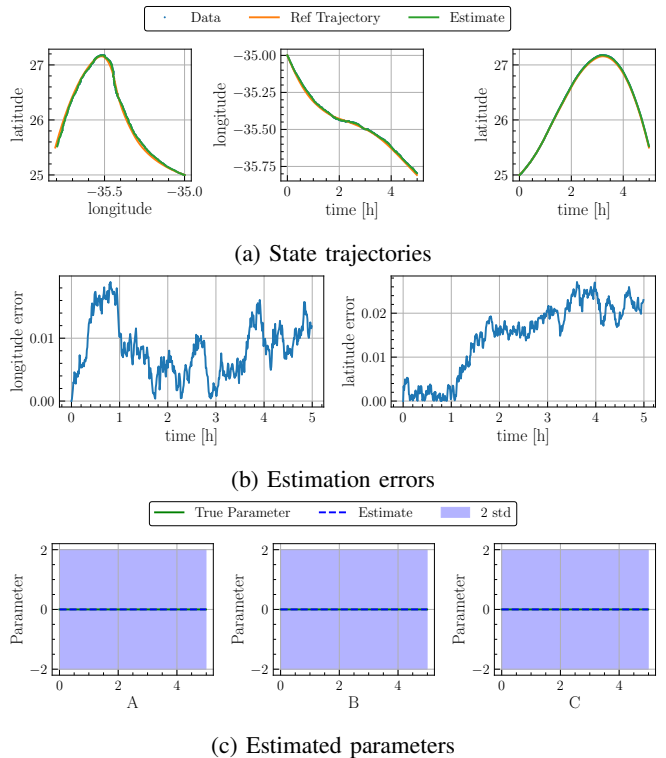 Data Ref Trajectory Estimate
27
26
25
latitude
−35.5 −35.0
longitude
−35.00
−35.25
−35.50
−35.75
longitude
0 2 4
time [h]
27
26
25
latitude
0 2 4
time [h]
(a) State trajectories
0.01
0.00
longitude error
0 1 2 3 4 5
time [h]
0.02
0.01
0.00
latitude error
0 1 2 3 4 5
time [h]
(b) Estimation errors
True Parameter Estimate 2 std
2
0
−2
Parameter
0 2 4
A
2
0
−2
Parameter
0 2 4
B
2
0
−2
Parameter
0 2 4
C
(c) Estimated parameters